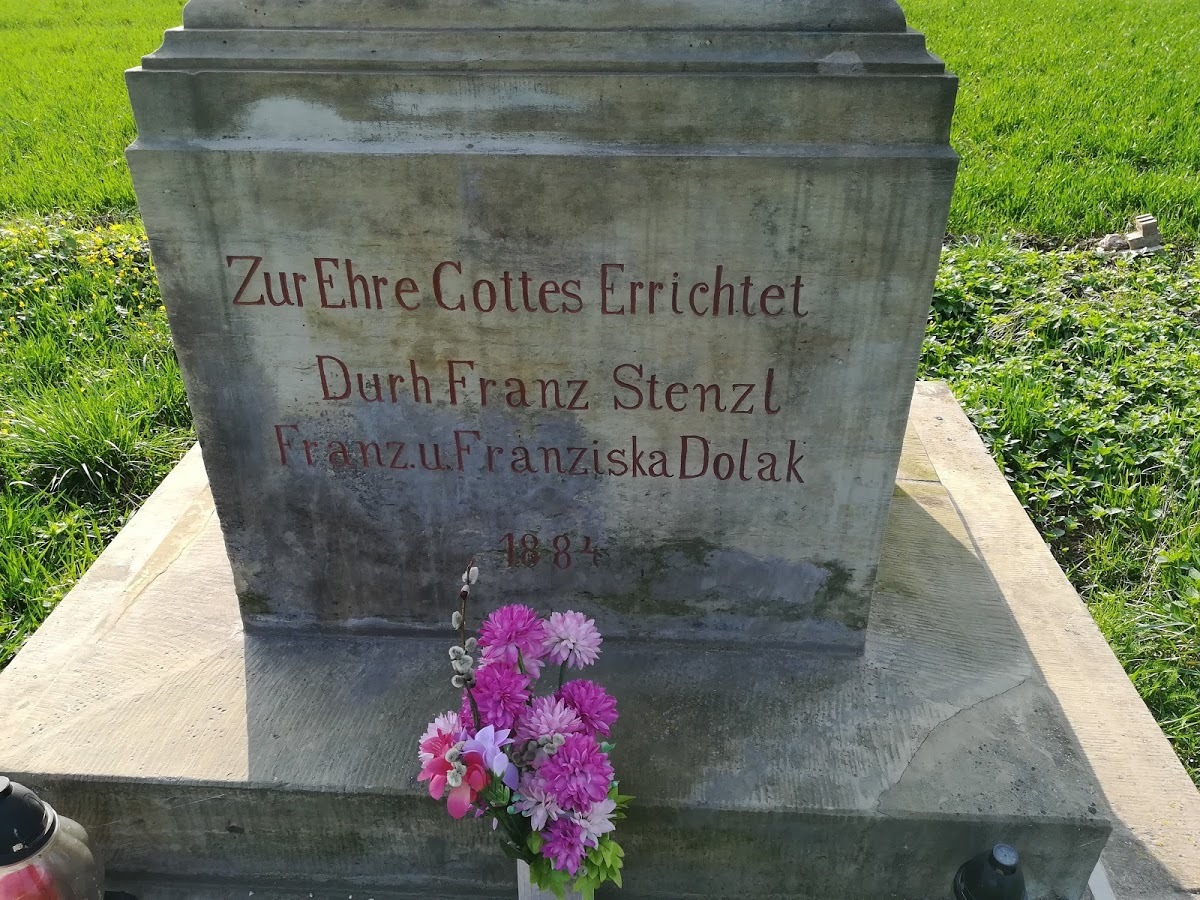 Zur Ehre Gottes Errichtet
Durh Franz Stenzl
Franz.u.Franziska Dolak
1884